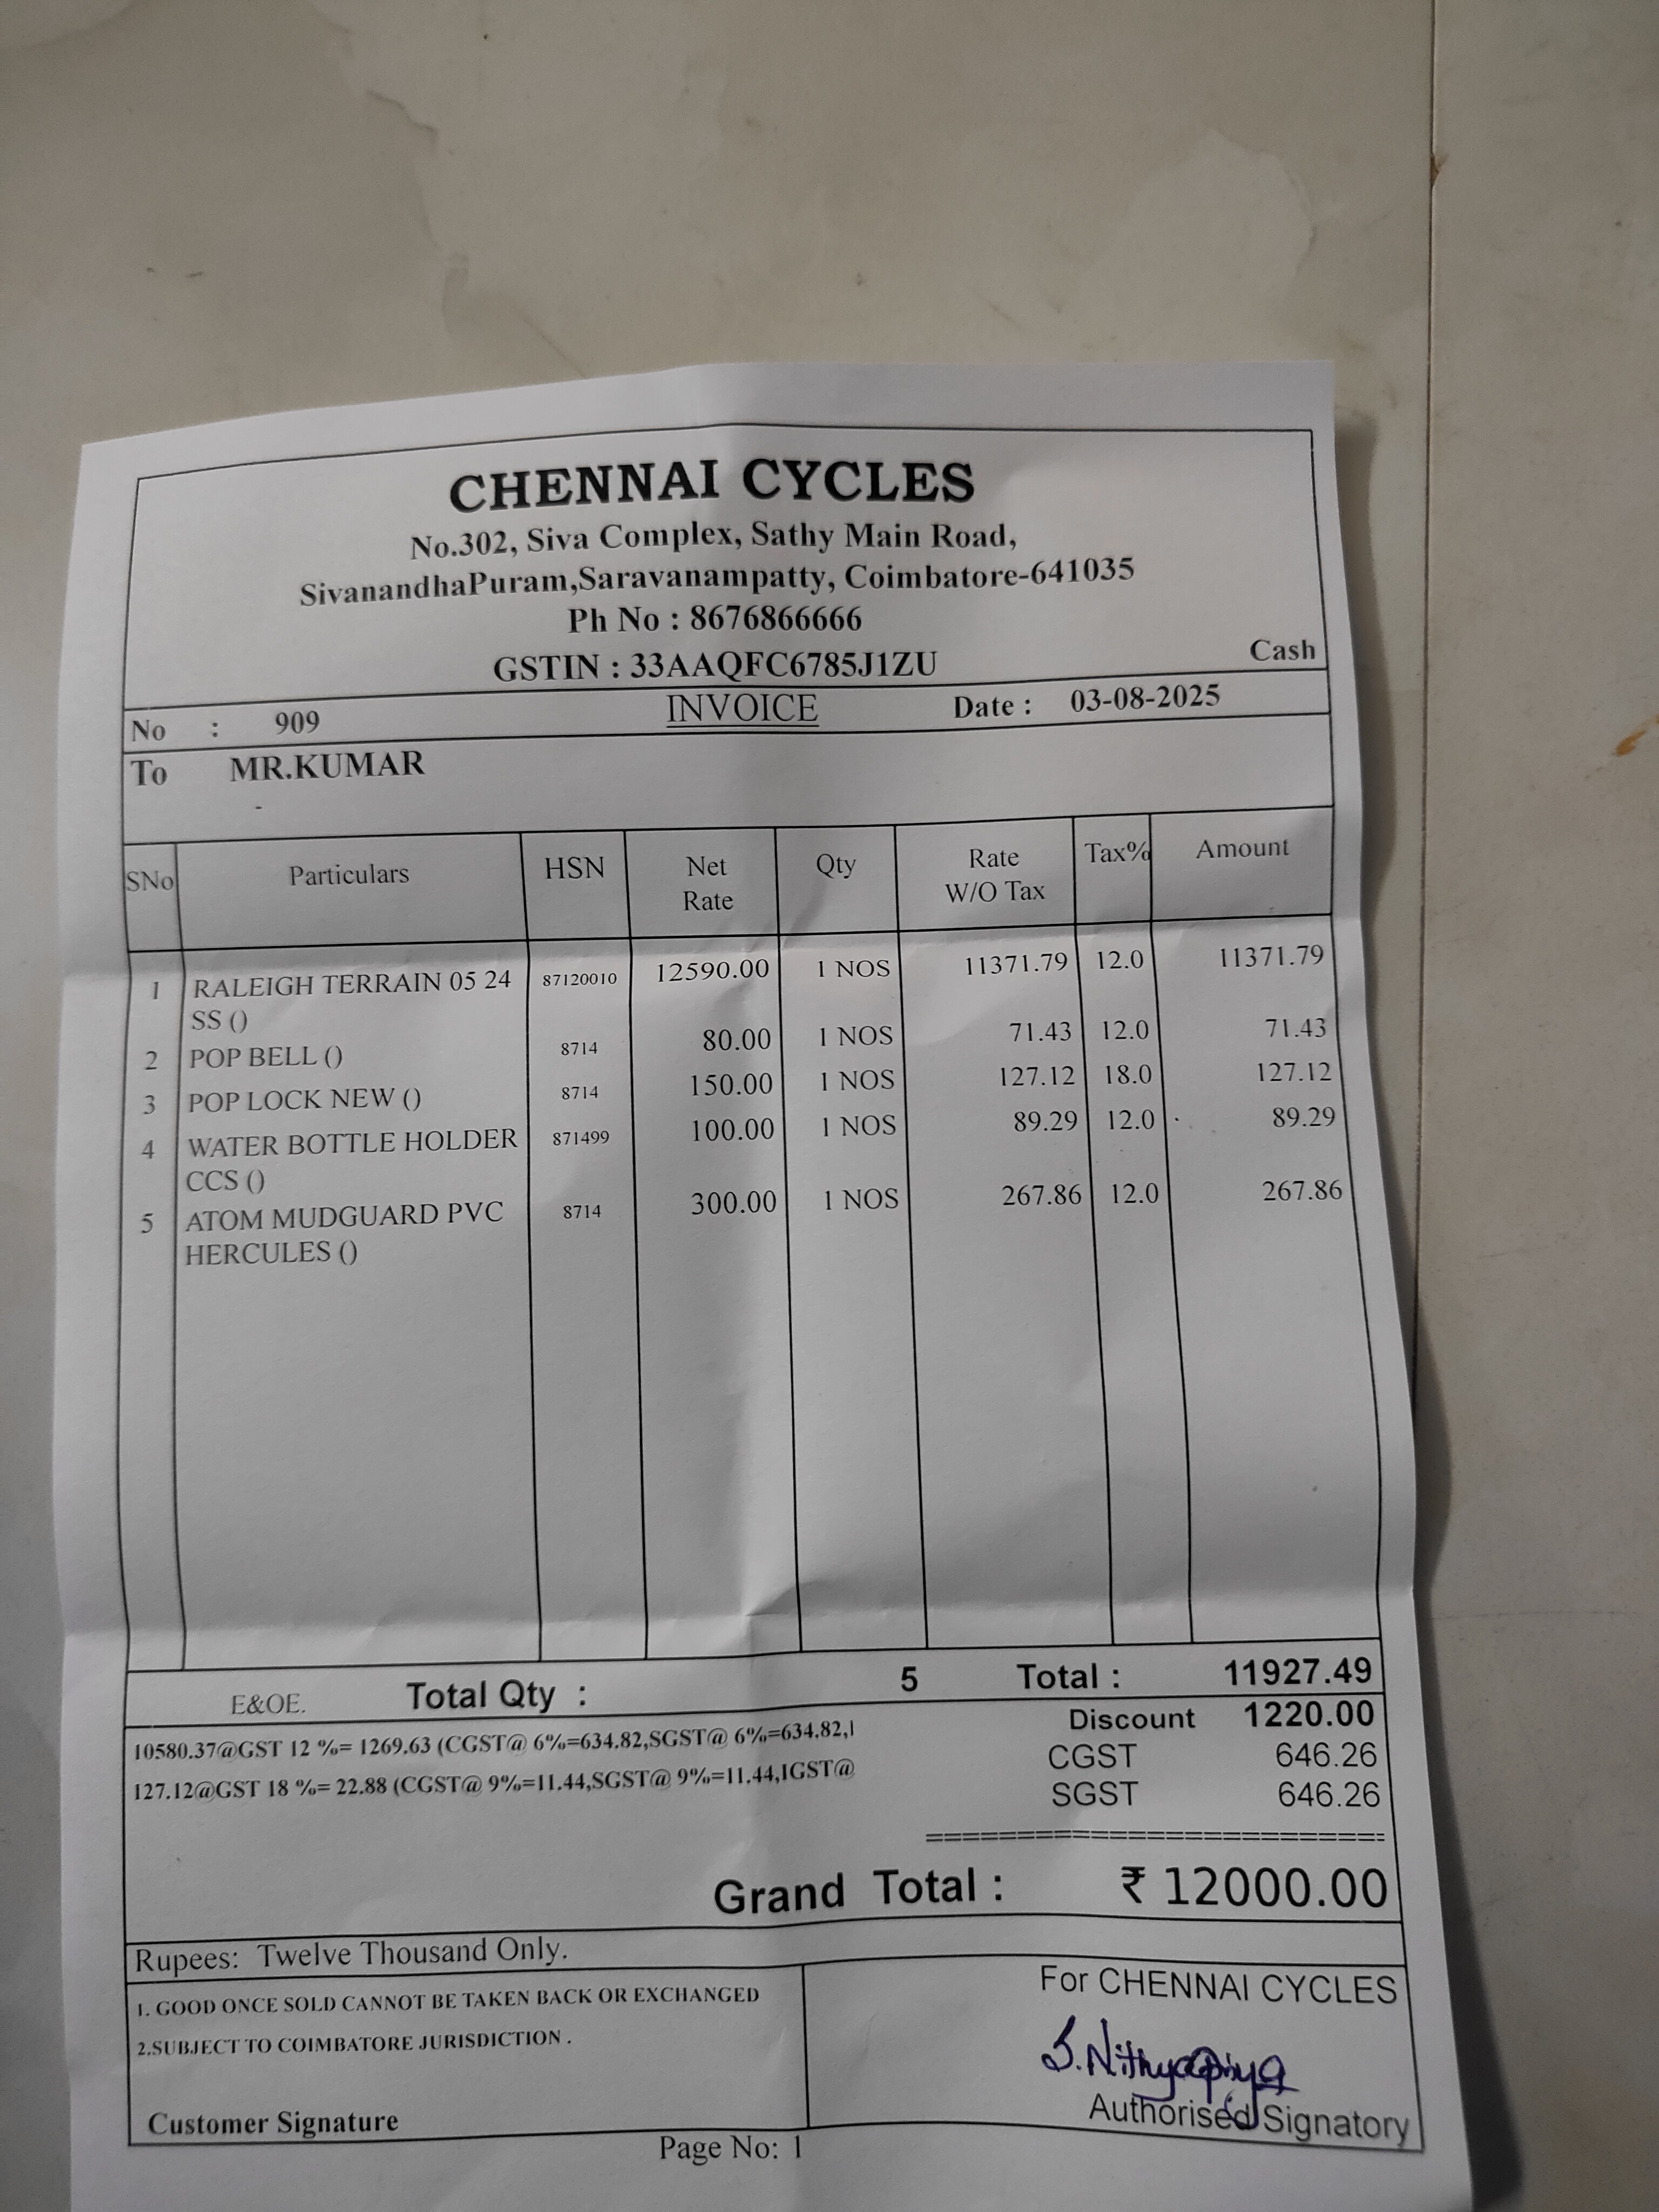 CHENNAI CYCLES
No.302, Siva Complex, Sathy Main Road,
SivanandhaPuram,Saravanampatty, Coimbatore-641035
Ph No : 8676866666
GSTIN : 33AAQFC6785J1ZU Cash
No : 909 INVOICE Date : 03-08-2025
To MR.KUMAR
-
SNo Particulars HSN Net Rate Qty Rate W/O Tax Tax% Amount
1 RALEIGH TERRAIN 05 24 87120010 12590.00 1 NOS 11371.79 12.0 11371.79
SS ()
2 POP BELL () 8714 80.00 1 NOS 71.43 12.0 71.43
3 POP LOCK NEW () 8714 150.00 1 NOS 127.12 18.0 127.12
4 WATER BOTTLE HOLDER 871499 100.00 1 NOS 89.29 12.0 89.29
CCS ()
5 ATOM MUDGUARD PVC 8714 300.00 1 NOS 267.86 12.0 267.86
HERCULES ()
E&OE. Total Qty : 5 Total : 11927.49
Discount 1220.00
10580.37@GST 12 %= 1269.63 (CGST@ 6%=634.82,SGST@ 6%=634.82,I
CGST 646.26
127.12@GST 18 %= 22.88 (CGST@ 9%=11.44,SGST@ 9%=11.44,IGST@
SGST 646.26
==========================
Grand Total : ₹ 12000.00
Rupees: Twelve Thousand Only.
1. GOOD ONCE SOLD CANNOT BE TAKEN BACK OR EXCHANGED
2.SUBJECT TO COIMBATORE JURISDICTION .
For CHENNAI CYCLES
S.Nithyapriya
Customer Signature
Authorised Signatory
Page No: 1